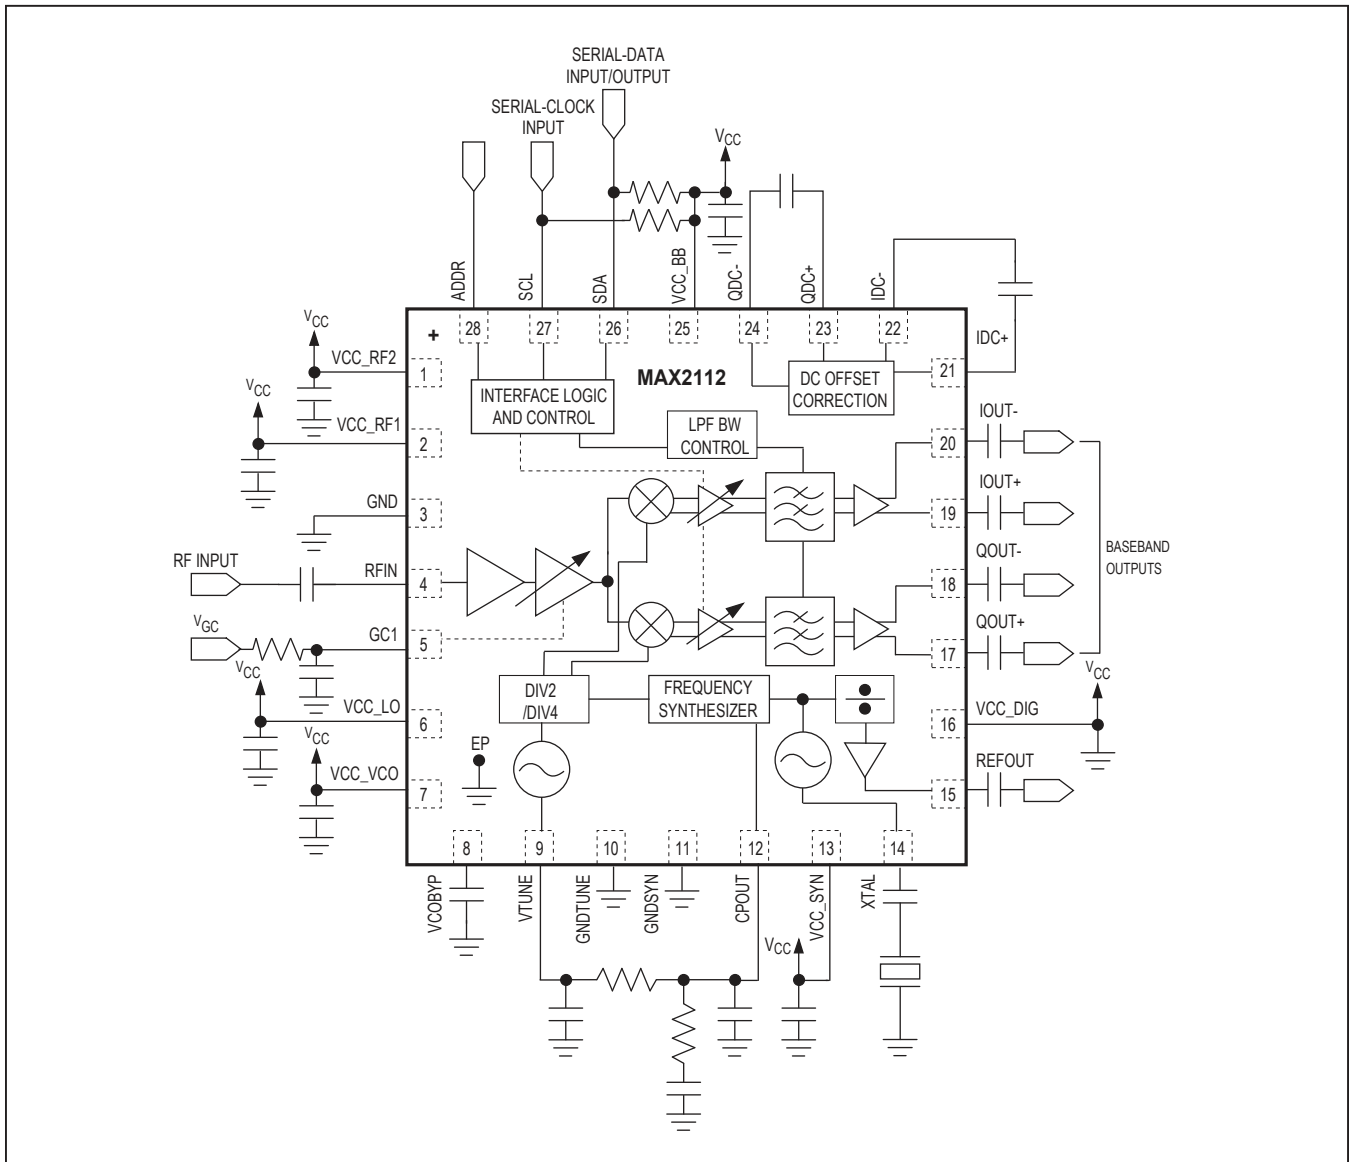 SERIAL-DATA
INPUT/OUTPUT
SERIAL-CLOCK
INPUT
VCC
ADDR
SCL
SDA
VCC_BB
QDC-
QDC+
IDC-
IDC+
28
27
26
25
24
23
22
+
MAX2112
VCC
VCC_RF2
1
VCC
VCC_RF1
2
GND
3
RF INPUT
RFIN
4
VGC
GC1
5
VCC
VCC_LO
6
VCC
VCC_VCO
7
INTERFACE LOGIC
AND CONTROL
LPF BW
CONTROL
DC OFFSET
CORRECTION
DIV2
/DIV4
FREQUENCY
SYNTHESIZER
EP
21
IOUT-
20
IOUT+
19
QOUT-
18
QOUT+
17
BASEBAND
OUTPUTS
VCC
VCC_DIG
16
REFOUT
15
8
9
10
11
12
13
14
VCOBYP
VTUNE
GNDTUNE
GNDSYN
CPOUT
VCC_SYN
XTAL
VCC